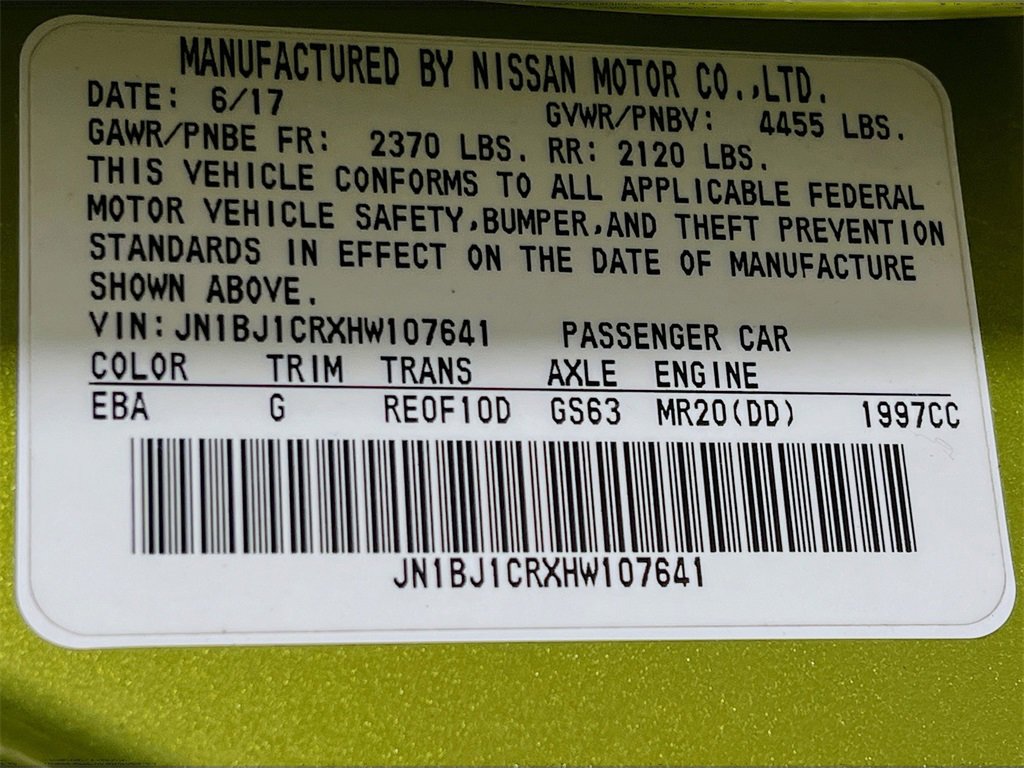 MANUFACTURED BY NISSAN MOTOR CO.,LTD.
DATE: 6/17 GVWR/PNBV: 4455 LBS.
GAWR/PNBE FR: 2370 LBS. RR: 2120 LBS.
THIS VEHICLE CONFORMS TO ALL APPLICABLE FEDERAL
MOTOR VEHICLE SAFETY,BUMPER,AND THEFT PREVENTION
STANDARDS IN EFFECT ON THE DATE OF MANUFACTURE
SHOWN ABOVE.
VIN: JN1BJ1CRXHW107641 PASSENGER CAR
COLOR TRIM TRANS AXLE ENGINE
EBA G RE0F10D GS63 MR20(DD) 1997CC
JN1BJ1CRXHW107641